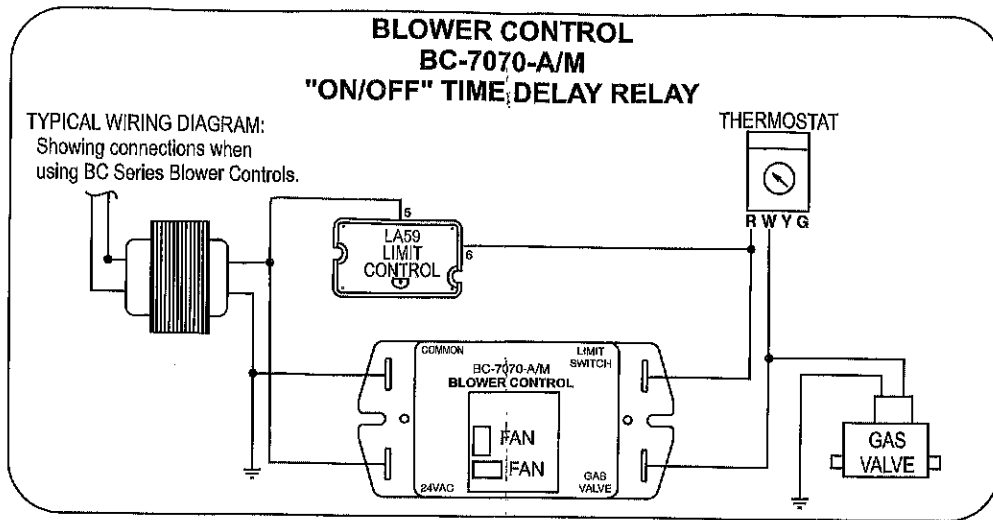 BLOWER CONTROL
BC-7070-A/M
"ON/OFF" TIME DELAY RELAY
TYPICAL WIRING DIAGRAM:
Showing connections when
using BC Series Blower Controls.
THERMOSTAT
R W Y G
5
LA59
LIMIT
CONTROL
6
COMMON
LIMIT
SWITCH
BC-7070-A/M
BLOWER CONTROL
FAN
FAN
24VAC
GAS
VALVE
GAS
VALVE